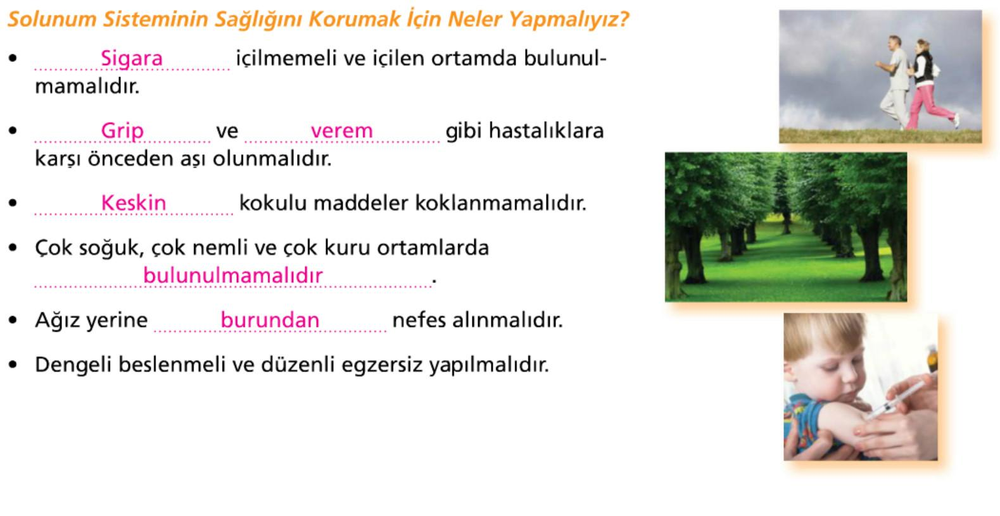 Solunum Sisteminin Sağlığını Korumak İçin Neler Yapmalıyız?
• Sigara içilmemeli ve içilen ortamda bulunul-
mamalıdır.
• Grip ve verem gibi hastalıklara
karşı önceden aşı olunmalıdır.
• Keskin kokulu maddeler koklanmamalıdır.
• Çok soğuk, çok nemli ve çok kuru ortamlarda
bulunulmamalıdır.
• Ağız yerine burundan nefes alınmalıdır.
• Dengeli beslenmeli ve düzenli egzersiz yapılmalıdır.